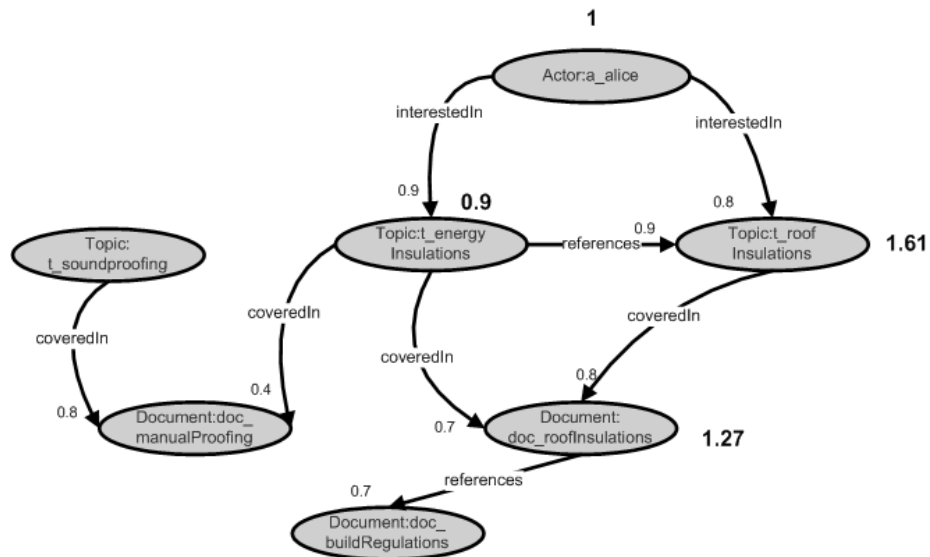 1
Actor:a_alice
interestedIn
interestedIn
0.9
0.9
0.8
Topic:
t_soundproofing
Topic:t_energy
Insulations
references
0.9
Topic:t_roof
Insulations
1.61
coveredIn
coveredIn
coveredIn
coveredIn
0.8
0.4
0.8
0.7
Document:doc_
manualProofing
Document:
doc_roofInsulations
1.27
references
0.7
Document:doc_
buildRegulations